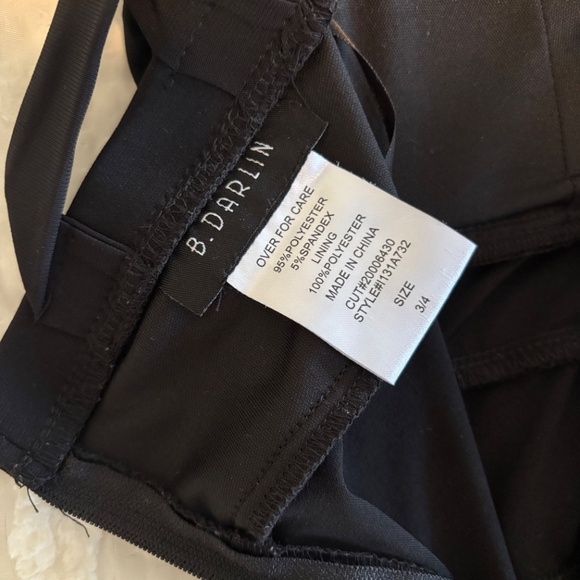 B. DARLIN
OVER FOR CARE
95%POLYESTER
5%SPANDEX
LINING
100%POLYESTER
MADE IN CHINA
CUT#20008430
STYLE#I131A732
SIZE
3/4